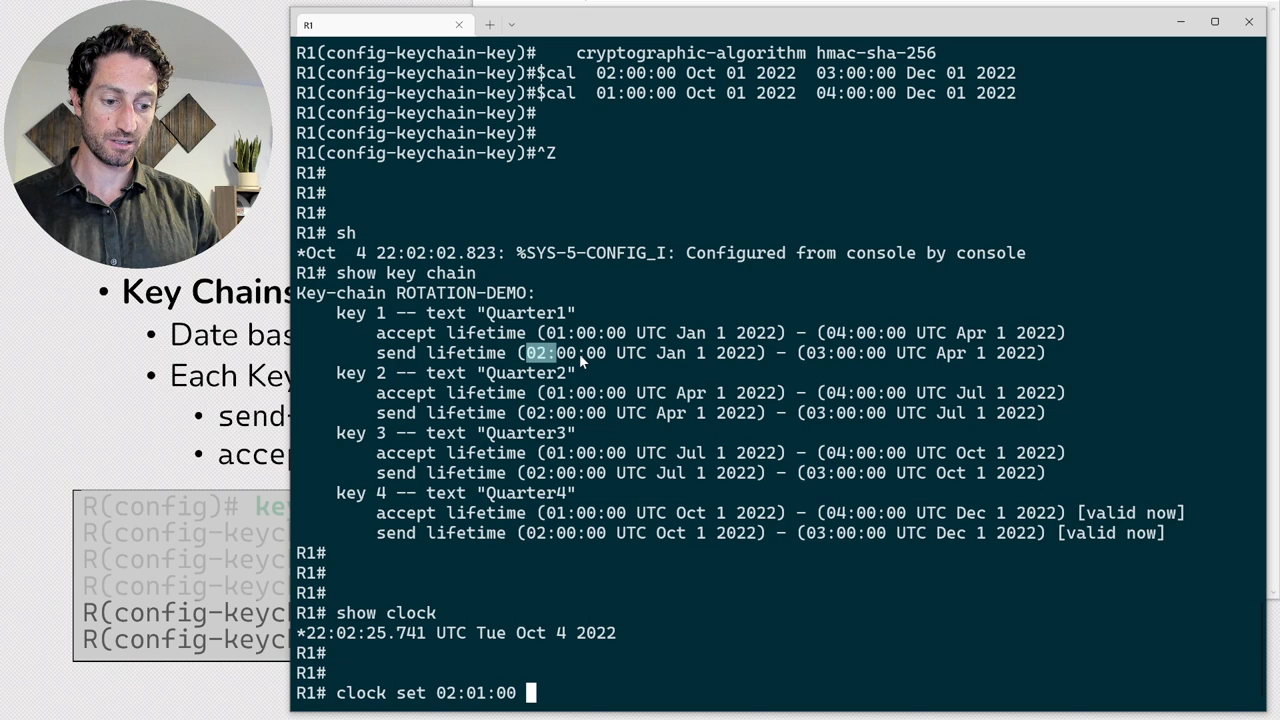 R1
R1(config-keychain-key)#    cryptographic-algorithm hmac-sha-256
R1(config-keychain-key)#$cal  02:00:00 Oct 01 2022  03:00:00 Dec 01 2022
R1(config-keychain-key)#$cal  01:00:00 Oct 01 2022  04:00:00 Dec 01 2022
R1(config-keychain-key)#
R1(config-keychain-key)#
R1(config-keychain-key)#^Z
R1#
R1#
R1#
R1# sh
*Oct  4 22:02:02.823: %SYS-5-CONFIG_I: Configured from console by console
R1# show key chain
Key-chain ROTATION-DEMO:
    key 1 -- text "Quarter1"
        accept lifetime (01:00:00 UTC Jan 1 2022) - (04:00:00 UTC Apr 1 2022)
        send lifetime (02:00:00 UTC Jan 1 2022) - (03:00:00 UTC Apr 1 2022)
    key 2 -- text "Quarter2"
        accept lifetime (01:00:00 UTC Apr 1 2022) - (04:00:00 UTC Jul 1 2022)
        send lifetime (02:00:00 UTC Apr 1 2022) - (03:00:00 UTC Jul 1 2022)
    key 3 -- text "Quarter3"
        accept lifetime (01:00:00 UTC Jul 1 2022) - (04:00:00 UTC Oct 1 2022)
        send lifetime (02:00:00 UTC Jul 1 2022) - (03:00:00 UTC Oct 1 2022)
    key 4 -- text "Quarter4"
        accept lifetime (01:00:00 UTC Oct 1 2022) - (04:00:00 UTC Dec 1 2022) [valid now]
        send lifetime (02:00:00 UTC Oct 1 2022) - (03:00:00 UTC Dec 1 2022) [valid now]
R1#
R1#
R1#
R1# show clock
*22:02:25.741 UTC Tue Oct 4 2022
R1#
R1#
R1# clock set 02:01:00
• Key Chains
• Date bas
• Each Key
• send-
• accep
R(config)# key
R(config-keych
R(config-keych
R(config-keych
R(config-keych
R(config-keych